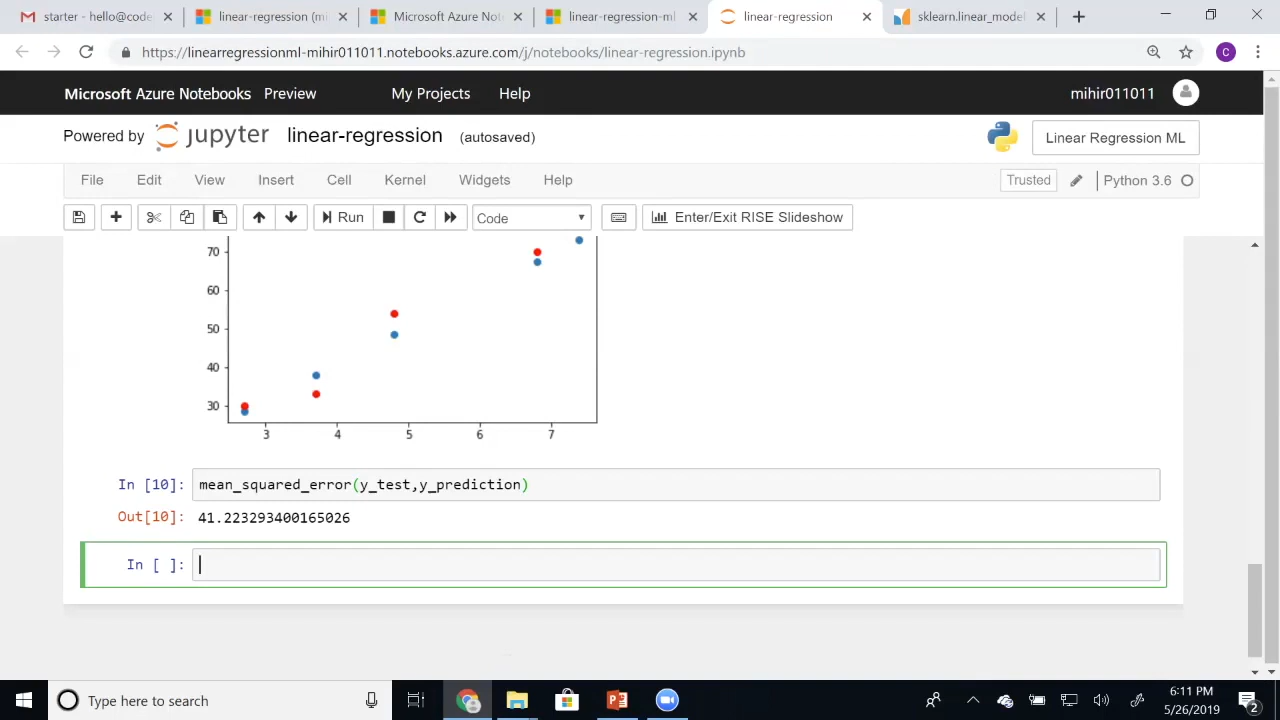 starter - hello@code
linear-regression (mi
Microsoft Azure Not
linear-regression-ml
linear-regression
sklearn.linear_model
https://linearregressionml-mihir011011.notebooks.azure.com/j/notebooks/linear-regression.ipynb
C
Microsoft Azure Notebooks Preview My Projects Help mihir011011
Powered by jupyter linear-regression (autosaved) Linear Regression ML
File Edit View Insert Cell Kernel Widgets Help Trusted Python 3.6
Run Code Enter/Exit RISE Slideshow
70
60
50
40
30
3 4 5 6 7
In [10]: mean_squared_error(y_test,y_prediction)
Out[10]: 41.223293400165026
In [ ]:
Type here to search
6:11 PM
5/26/2019
2